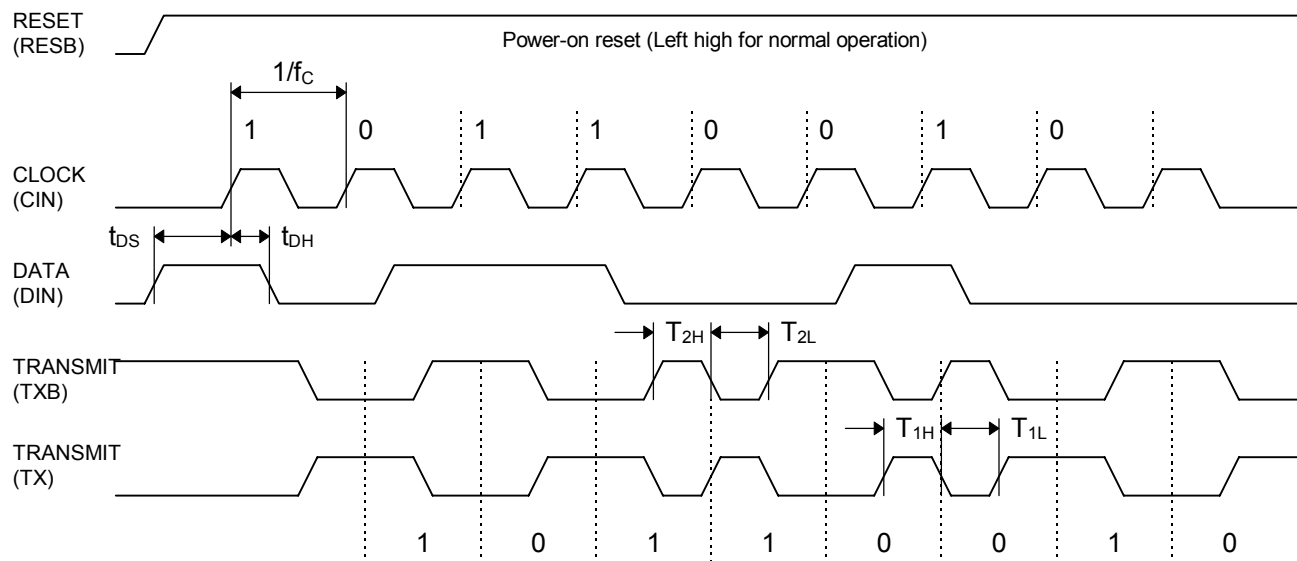 RESET
(RESB)
Power-on reset (Left high for normal operation)
1/fC
1 0 1 1 0 0 1 0
CLOCK
(CIN)
tDS tDH
DATA
(DIN)
T2H T2L
TRANSMIT
(TXB)
T1H T1L
TRANSMIT
(TX)
1 0 1 1 0 0 1 0